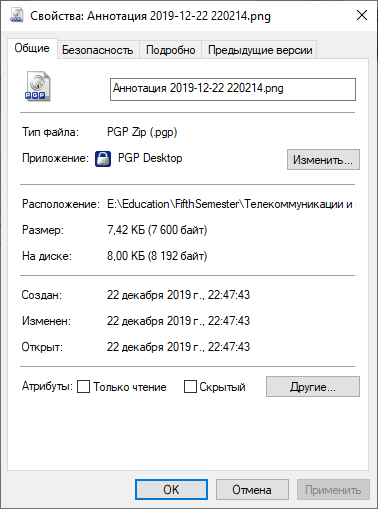 Свойства: Аннотация 2019-12-22 220214.png
Общие Безопасность Подробно Предыдущие версии
Аннотация 2019-12-22 220214.png
Тип файла: PGP Zip (.pgp)
Приложение: PGP Desktop Изменить...
Расположение: E:\Education\FifthSemester\Телекоммуникации и
Размер: 7,42 КБ (7 600 байт)
На диске: 8,00 КБ (8 192 байт)
Создан: 22 декабря 2019 г., 22:47:43
Изменен: 22 декабря 2019 г., 22:47:43
Открыт: 22 декабря 2019 г., 22:47:43
Атрибуты: Только чтение Скрытый Другие...
OK Отмена Применить